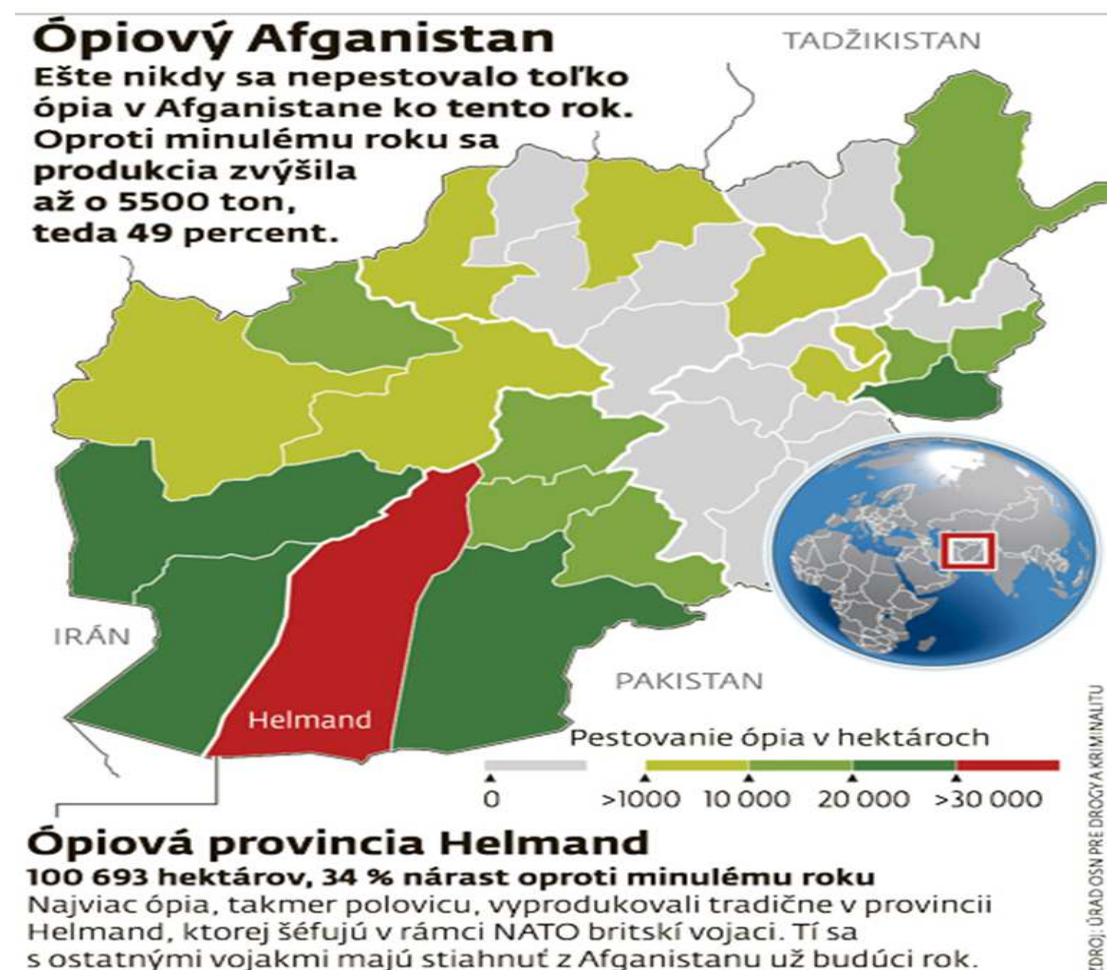 Ópiový Afganistan
Ešte nikdy sa nepestovalo toľko
ópia v Afganistane ko tento rok.
Oproti minulému roku sa
produkcia zvýšila
až o 5500 ton,
teda 49 percent.
TADŽIKISTAN
IRÁN
PAKISTAN
Helmand
Pestovanie ópia v hektároch
0 >1000 10 000 20 000 >30 000
Ópiová provincia Helmand
100 693 hektárov, 34 % nárast oproti minulému roku
Najviac ópia, takmer polovicu, vyprodukovali tradične v provincii
Helmand, ktorej šéfujú v rámci NATO britskí vojaci. Tí sa
s ostatnými vojakmi majú stiahnuť z Afganistanu už budúci rok.
ZDROJ: ÚRAD OSN PRE DROGY A KRIMINALITU